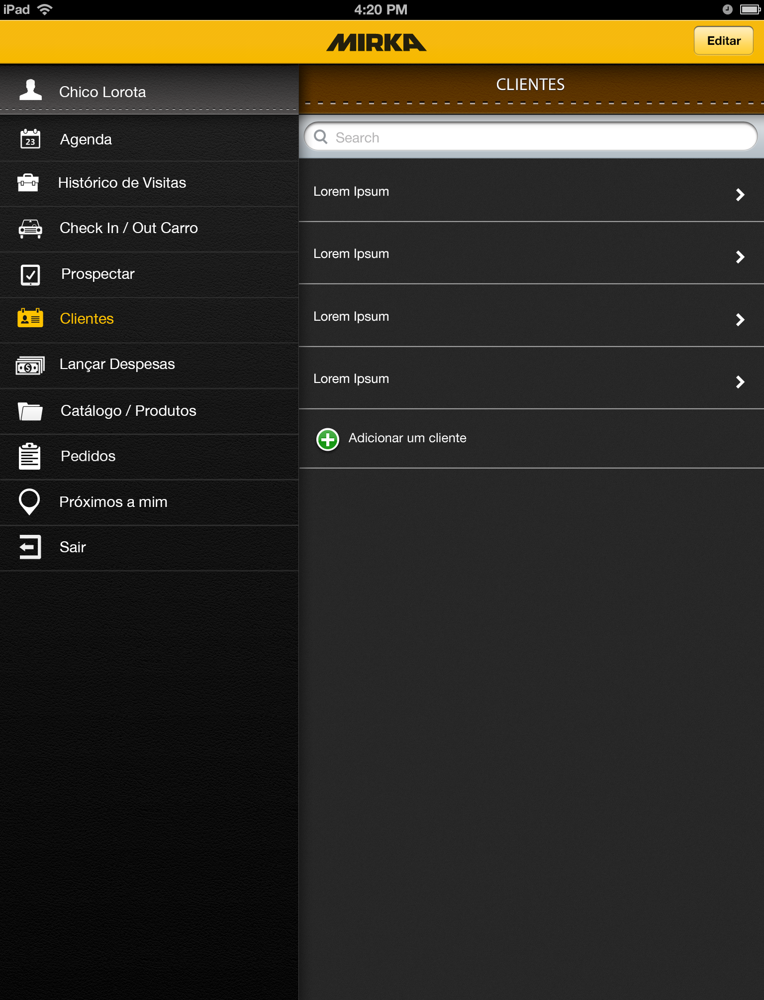 iPad
4:20 PM
MIRKA
Editar
Chico Lorota
23
Agenda
Histórico de Visitas
Check In / Out Carro
Prospectar
Clientes
$
Lançar Despesas
Catálogo / Produtos
Pedidos
Próximos a mim
Sair
CLIENTES
Search
Lorem Ipsum
Lorem Ipsum
Lorem Ipsum
Lorem Ipsum
Adicionar um cliente